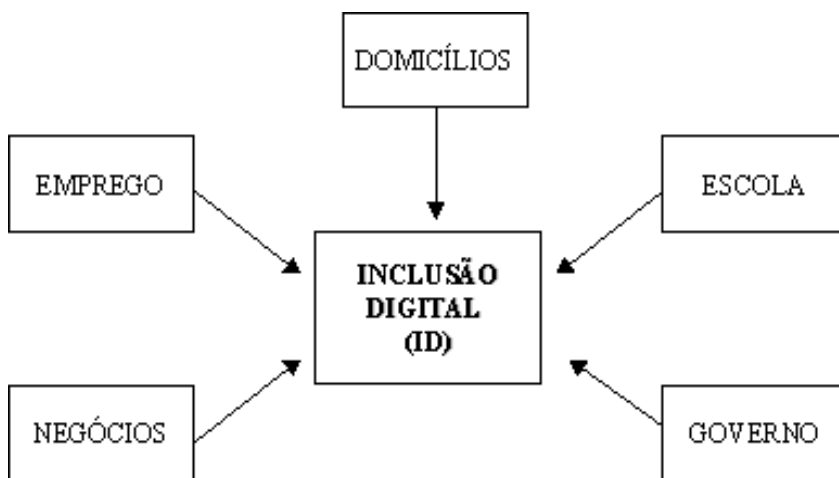 DOMICÍLIOS
EMPREGO
ESCOLA
INCLUSÃO
DIGITAL
(ID)
NEGÓCIOS
GOVERNO